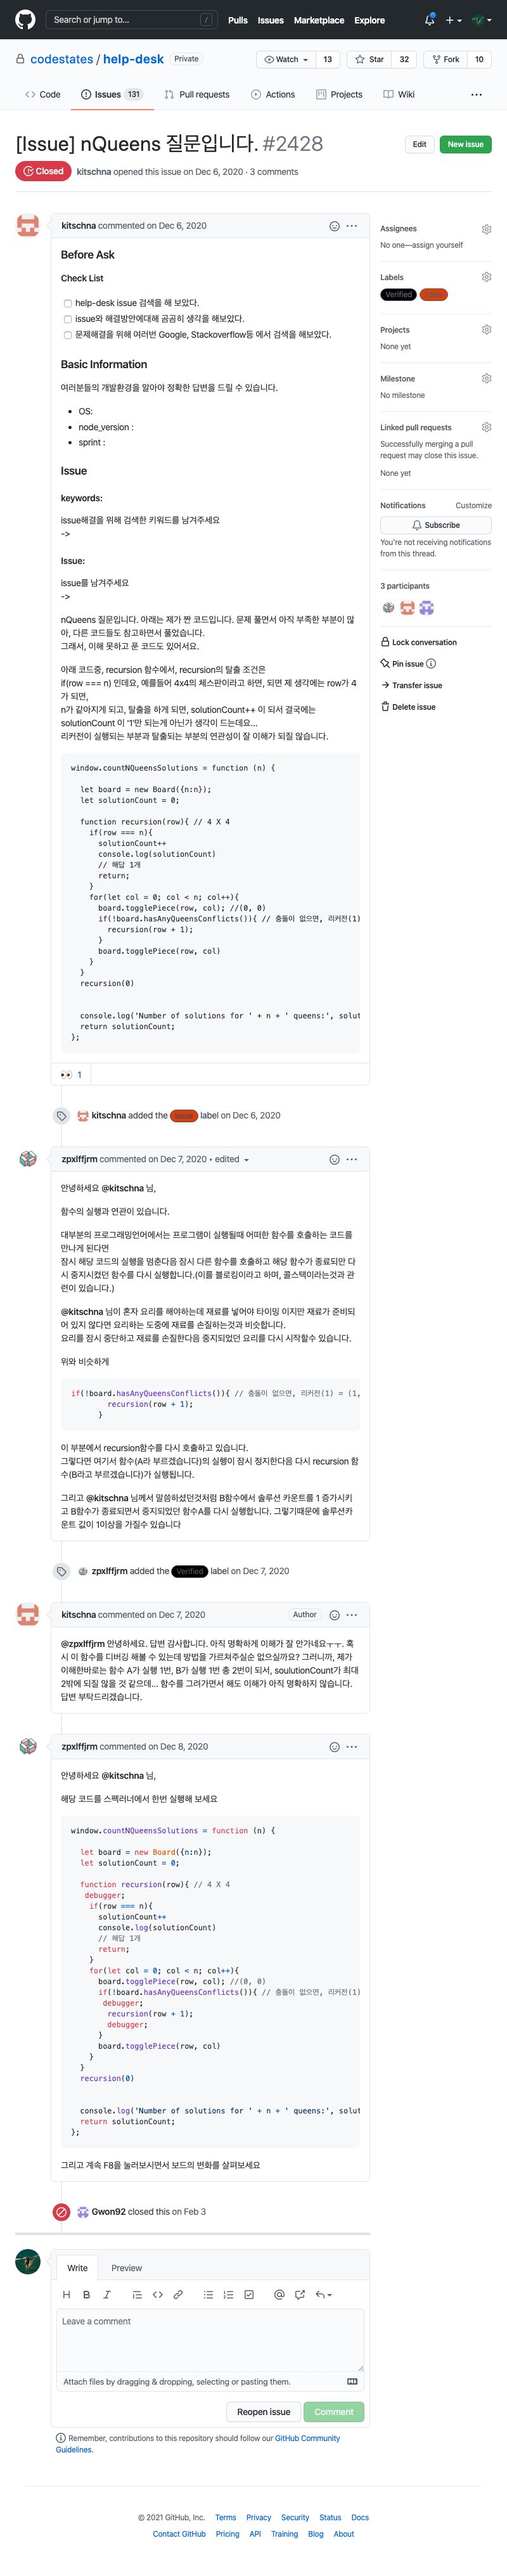 Search or jump to...
/
Pulls Issues Marketplace Explore
codestates / help-desk Private
Watch 13 Star 32 Fork 10
Code Issues 131 Pull requests Actions Projects Wiki
[Issue] nQueens 질문입니다. #2428
Edit New issue
Closed kitschna opened this issue on Dec 6, 2020 · 3 comments
kitschna commented on Dec 6, 2020
Before Ask
Check List
help-desk issue 검색을 해 보았다.
issue와 해결방안에대해 곰곰히 생각을 해보았다.
문제해결을 위해 여러번 Google, Stackoverflow등 에서 검색을 해보았다.
Basic Information
여러분들의 개발환경을 알아야 정확한 답변을 드릴 수 있습니다.
OS:
node_version :
sprint :
Issue
keywords:
issue해결을 위해 검색한 키워드를 남겨주세요
->
Issue:
issue를 남겨주세요
->
nQueens 질문입니다. 아래는 제가 짠 코드입니다. 문제 풀면서 아직 부족한 부분이 많
아, 다른 코드들도 참고하면서 풀었습니다.
그래서, 이해 못하고 푼 코드도 있어서요.
아래 코드중, recursion 함수에서, recursion의 탈출 조건은
if(row === n) 인데요, 예를들어 4x4의 체스판이라고 하면, 되면 제 생각에는 row가 4
가 되면,
n가 같아지게 되고, 탈출을 하게 되면, solutionCount++ 이 되서 결국에는
solutionCount 이 '1'만 되는게 아닌가 생각이 드는데요...
리커전이 실행되는 부분과 탈출되는 부분의 연관성이 잘 이해가 되질 않습니다.
window.countNQueensSolutions = function (n) {
let board = new Board({n:n});
let solutionCount = 0;
function recursion(row){ // 4 X 4
if(row === n){
solutionCount++
console.log(solutionCount)
// 해답 1개
return;
}
for(let col = 0; col < n; col++){
board.togglePiece(row, col); //(0, 0)
if(!board.hasAnyQueensConflicts()){ // 충돌이 없으면, 리커전(1)
recursion(row + 1);
}
board.togglePiece(row, col)
}
}
recursion(0)
console.log('Number of solutions for ' + n + ' queens:', solut
return solutionCount;
};
👀 1
kitschna added the Issue label on Dec 6, 2020
zpxlffjrm commented on Dec 7, 2020 • edited
안녕하세요 @kitschna 님,
함수의 실행과 연관이 있습니다.
대부분의 프로그래밍언어에서는 프로그램이 실행될때 어떠한 함수를 호출하는 코드를
만나게 된다면
잠시 해당 코드의 실행을 멈춘다음 잠시 다른 함수를 호출하고 해당 함수가 종료되면 다
시 중지시켰던 함수를 다시 실행합니다.(이를 블로킹이라고 하며, 콜스택이라는것과 관
련이 있습니다.)
@kitschna 님이 혼자 요리를 해야하는데 재료를 넣어야 타이밍 이지만 재료가 준비되
어 있지 않다면 요리하는 도중에 재료를 손질하는것과 비슷합니다.
요리를 잠시 중단하고 재료를 손질한다음 중지되었던 요리를 다시 시작할수 있습니다.
위와 비슷하게
if(!board.hasAnyQueensConflicts()){ // 충돌이 없으면, 리커전(1) = (1,
recursion(row + 1);
}
이 부분에서 recursion함수를 다시 호출하고 있습니다.
그렇다면 여기서 함수(A라 부르겠습니다)의 실행이 잠시 정지한다음 다시 recursion 함
수(B라고 부르겠습니다)가 실행됩니다.
그리고 @kitschna 님께서 말씀하셨던것처럼 B함수에서 솔루션 카운트를 1 증가시키
고 B함수가 종료되면서 중지되었던 함수A를 다시 실행합니다. 그렇기때문에 솔루션카
운트 값이 1이상을 가질수 있습니다
zpxlffjrm added the Verified label on Dec 7, 2020
kitschna commented on Dec 7, 2020 Author
@zpxlffjrm 안녕하세요. 답변 감사합니다. 아직 명확하게 이해가 잘 안가네요ㅜㅜ. 혹
시 이 함수를 디버깅 해볼 수 있는데 방법을 가르쳐주실순 없으실까요? 그러니까, 제가
이해한바로는 함수 A가 실행 1번, B가 실행 1번 총 2번이 되서, soulutionCount가 최대
2밖에 되질 않을 것 같으데... 함수를 그려가면서 해도 이해가 아직 명확하지 않습니다.
답변 부탁드리겠습니다.
zpxlffjrm commented on Dec 8, 2020
안녕하세요 @kitschna 님,
해당 코드를 스펙러너에서 한번 실행해 보세요
window.countNQueensSolutions = function (n) {
let board = new Board({n:n});
let solutionCount = 0;
function recursion(row){ // 4 X 4
debugger;
if(row === n){
solutionCount++
console.log(solutionCount)
// 해답 1개
return;
}
for(let col = 0; col < n; col++){
board.togglePiece(row, col); //(0, 0)
if(!board.hasAnyQueensConflicts()){ // 충돌이 없으면, 리커전(1)
debugger;
recursion(row + 1);
debugger;
}
board.togglePiece(row, col)
}
}
recursion(0)
console.log('Number of solutions for ' + n + ' queens:', solut
return solutionCount;
};
그리고 계속 F8을 눌러보시면서 보드의 변화를 살펴보세요
Gwon92 closed this on Feb 3
Write Preview
Leave a comment
Attach files by dragging & dropping, selecting or pasting them.
Reopen issue Comment
Remember, contributions to this repository should follow our GitHub Community
Guidelines.
Assignees
No one—assign yourself
Labels
Verified Issue
Projects
None yet
Milestone
No milestone
Linked pull requests
Successfully merging a pull
request may close this issue.
None yet
Notifications Customize
Subscribe
You're not receiving notifications
from this thread.
3 participants
Lock conversation
Pin issue
Transfer issue
Delete issue
© 2021 GitHub, Inc. Terms Privacy Security Status Docs
Contact GitHub Pricing API Training Blog About